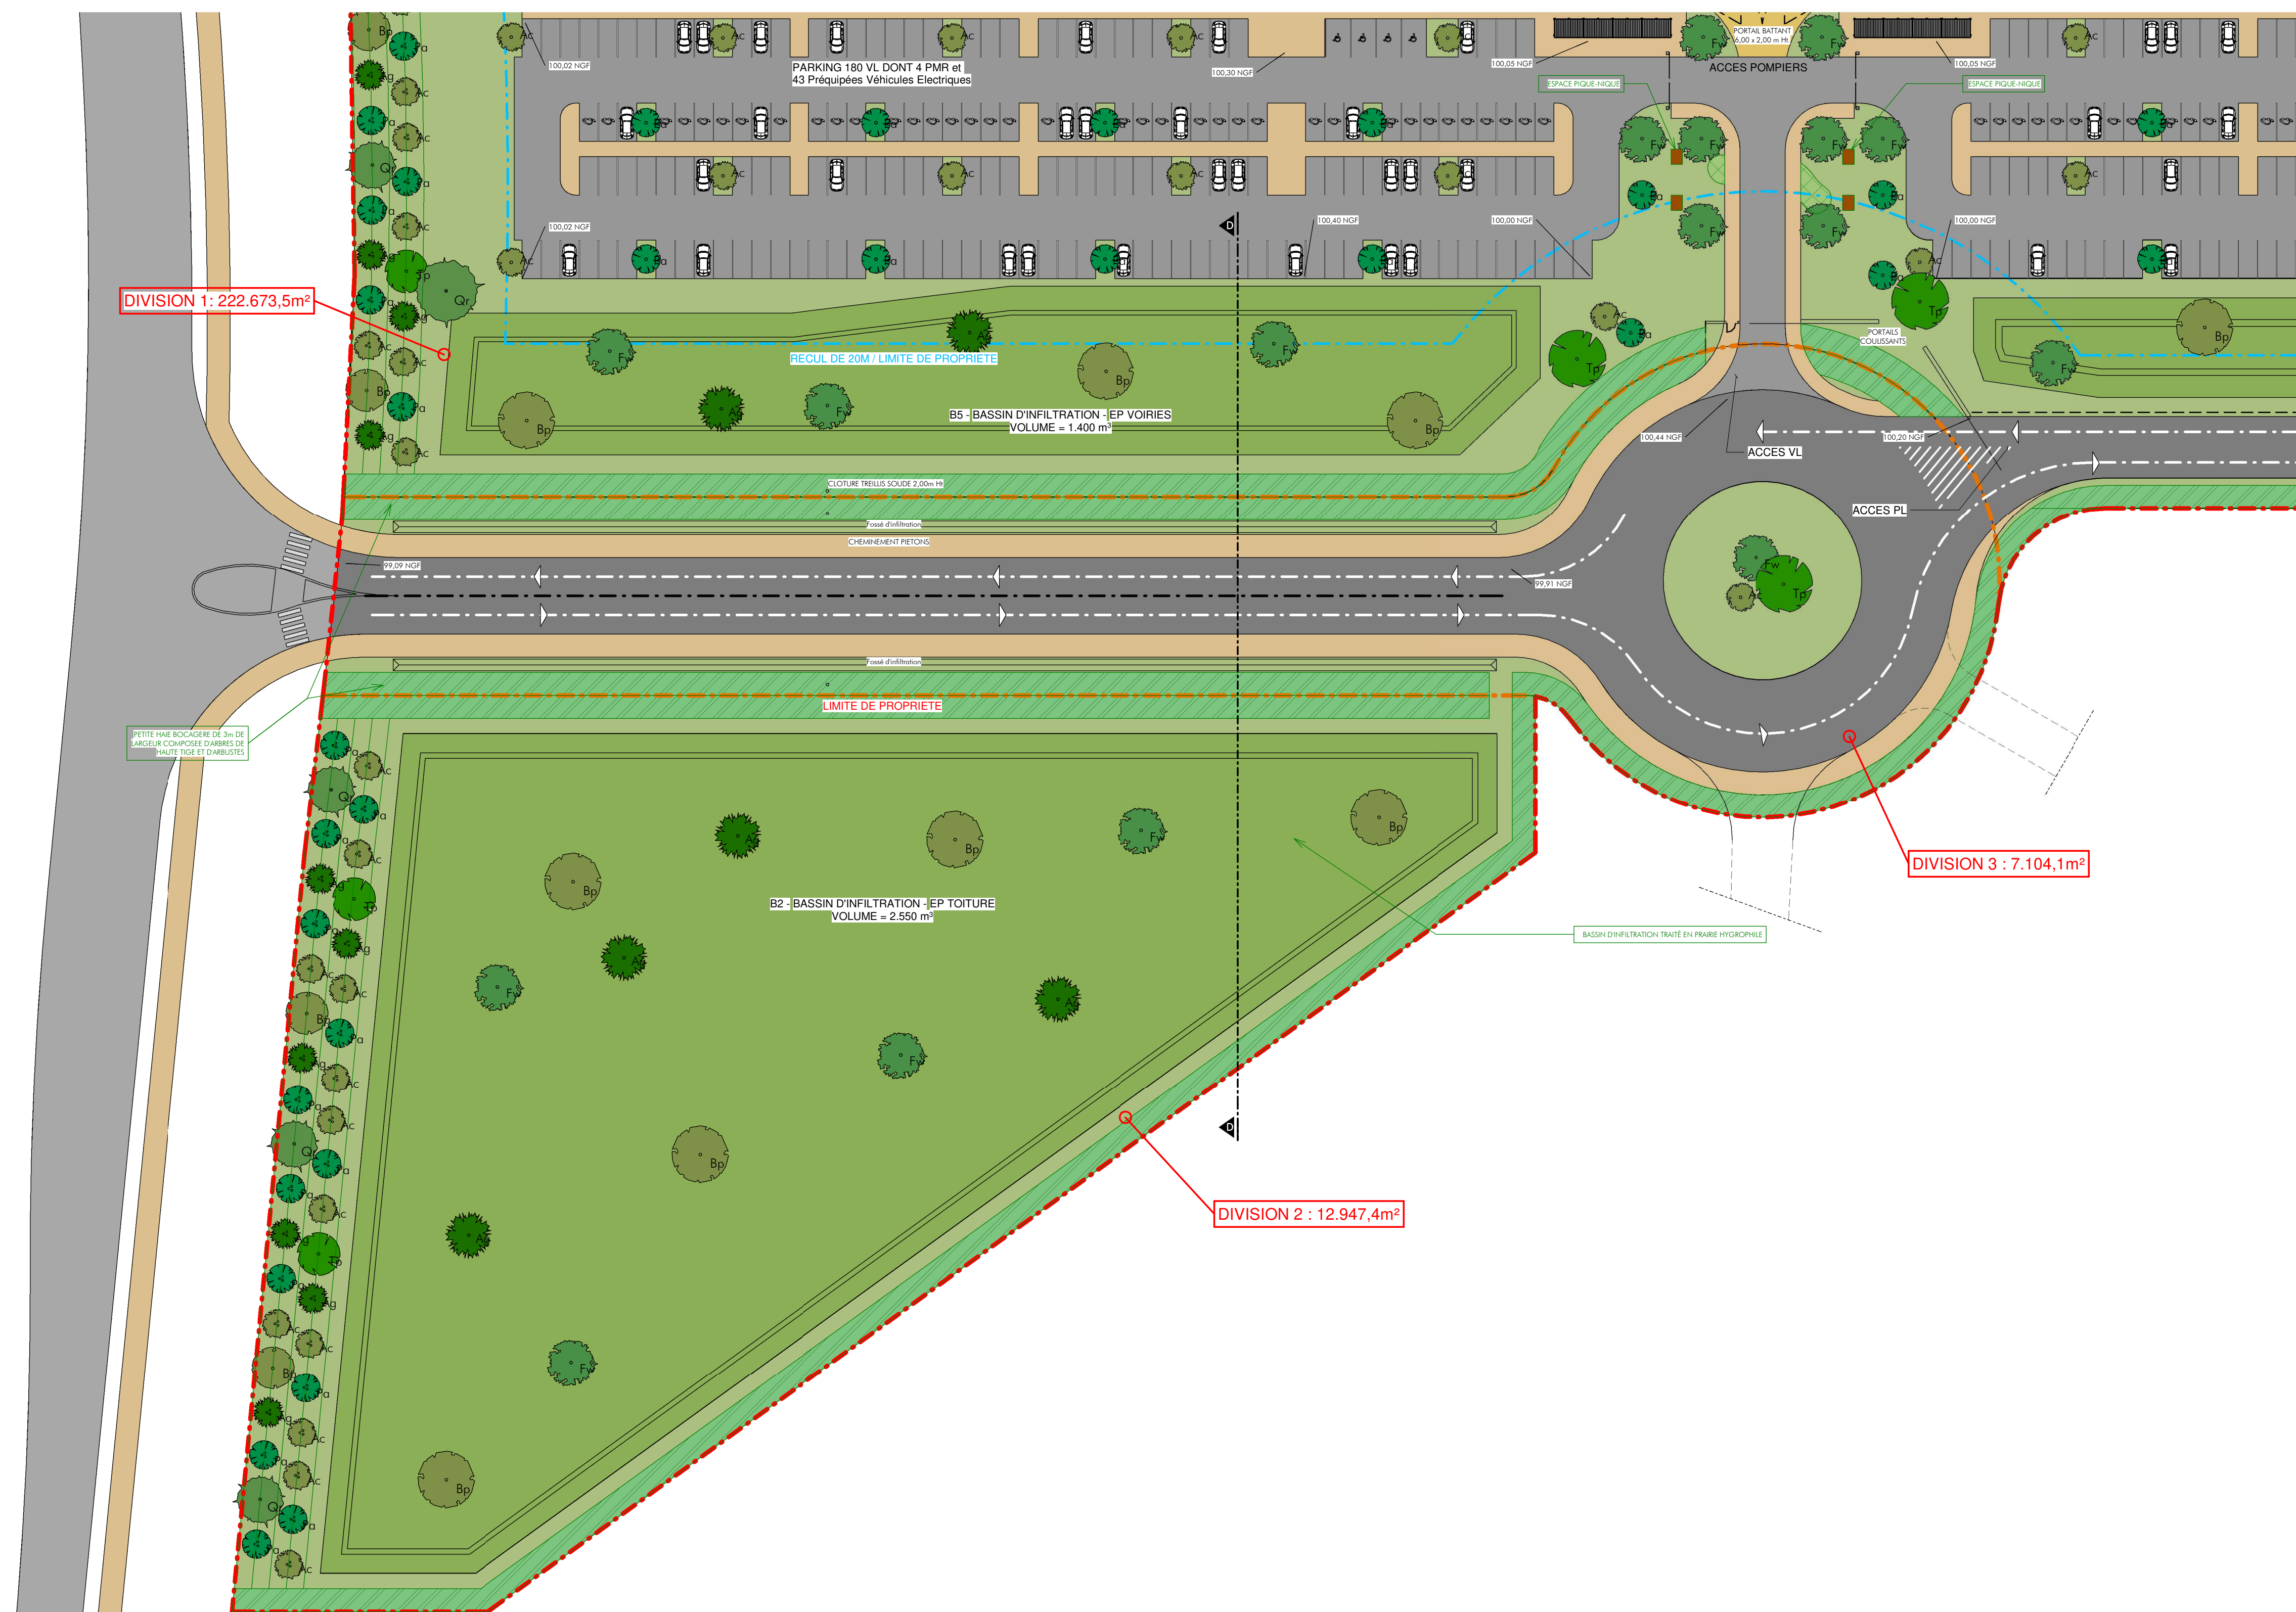 PORTAIL BATTANT
6,00 x 2,00 m Ht
ACCES POMPIERS
100,02 NGF
PARKING 180 VL DONT 4 PMR et
43 Préquipées Véhicules Electriques
100,30 NGF
100,05 NGF
100,05 NGF
ESPACE PIQUE-NIQUE
ESPACE PIQUE-NIQUE
100,02 NGF
100,40 NGF
100,00 NGF
100,00 NGF
D
DIVISION 1: 222.673,5m²
PORTAILS
COULISSANTS
RECUL DE 20M / LIMITE DE PROPRIETE
B5 - BASSIN D'INFILTRATION - EP VOIRIES
VOLUME = 1.400 m³
100,44 NGF
100,20 NGF
ACCES VL
CLOTURE TREILLIS SOUDE 2,00m Ht
ACCES PL
Fossé d'infiltration
CHEMINEMENT PIETONS
99,09 NGF
99,91 NGF
Fw
Tp
Ac
Fossé d'infiltration
LIMITE DE PROPRIETE
PETITE HAIE BOCAGERE DE 3m DE
LARGEUR COMPOSEE D'ARBRES DE
HAUTE TIGE ET D'ARBUSTES
DIVISION 3 : 7.104,1m²
B2 - BASSIN D'INFILTRATION - EP TOITURE
VOLUME = 2.550 m³
BASSIN D'INFILTRATION TRAITÉ EN PRAIRIE HYGROPHILE
D
DIVISION 2 : 12.947,4m²